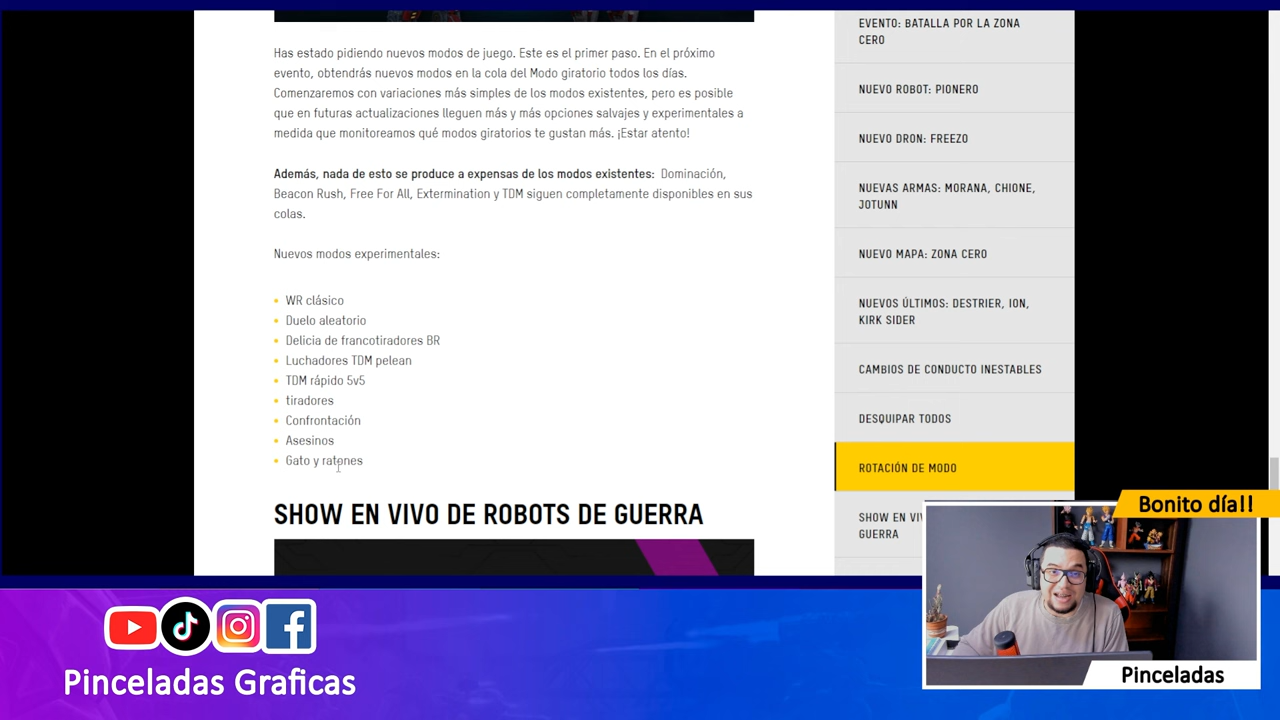 Has estado pidiendo nuevos modos de juego. Este es el primer paso. En el próximo
evento, obtendrás nuevos modos en la cola del Modo giratorio todos los días.
Comenzaremos con variaciones más simples de los modos existentes, pero es posible
que en futuras actualizaciones lleguen más y más opciones salvajes y experimentales a
medida que monitoreamos qué modos giratorios te gustan más. ¡Estar atento!
Además, nada de esto se produce a expensas de los modos existentes: Dominación,
Beacon Rush, Free For All, Extermination y TDM siguen completamente disponibles en sus
colas.
Nuevos modos experimentales:
WR clásico
Duelo aleatorio
Delicia de francotiradores BR
Luchadores TDM pelean
TDM rápido 5v5
tiradores
Confrontación
Asesinos
Gato y ratones
SHOW EN VIVO DE ROBOTS DE GUERRA
EVENTO: BATALLA POR LA ZONA
CERO
NUEVO ROBOT: PIONERO
NUEVO DRON: FREEZO
NUEVAS ARMAS: MORANA, CHIONE,
JOTUNN
NUEVO MAPA: ZONA CERO
NUEVOS ÚLTIMOS: DESTRIER, ION,
KIRK SIDER
CAMBIOS DE CONDUCTO INESTABLES
DESQUIPAR TODOS
ROTACIÓN DE MODO
SHOW EN VIV
GUERRA
Bonito día!!
Pinceladas
Pinceladas Graficas